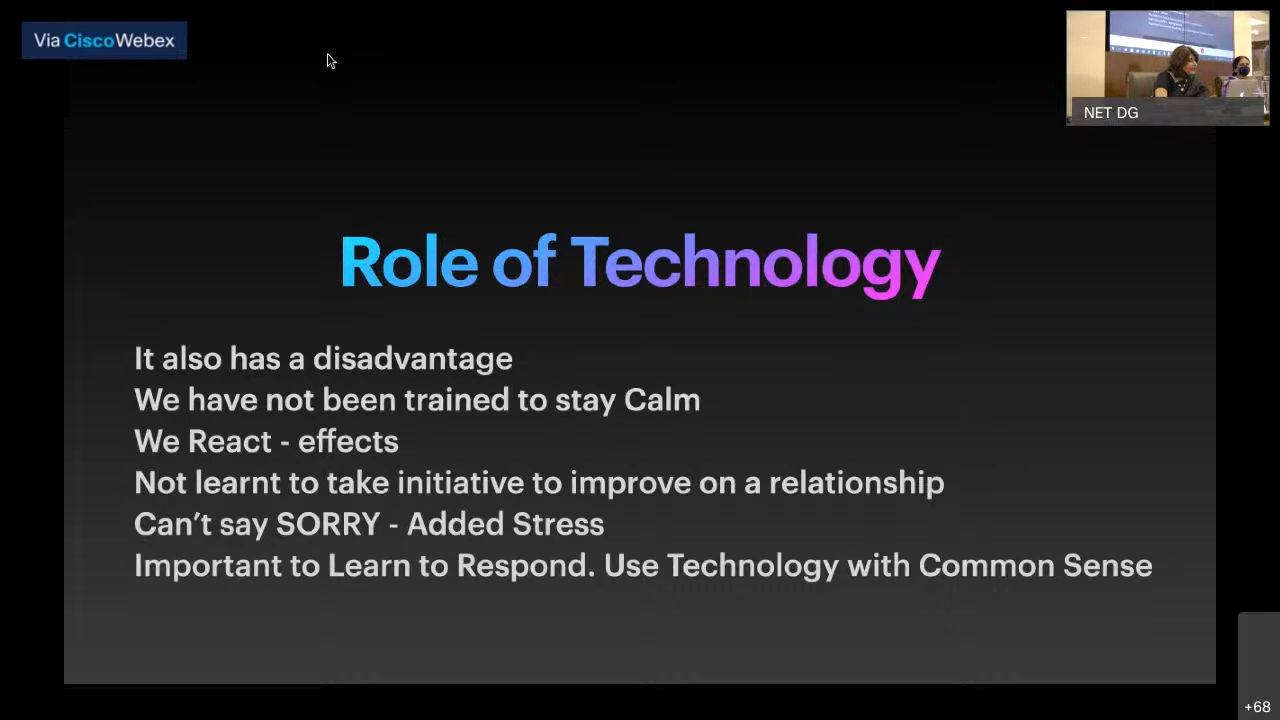 Via CiscoWebex
NET DG
Role of Technology
It also has a disadvantage
We have not been trained to stay Calm
We React - effects
Not learnt to take initiative to improve on a relationship
Can't say SORRY - Added Stress
Important to Learn to Respond. Use Technology with Common Sense
+68